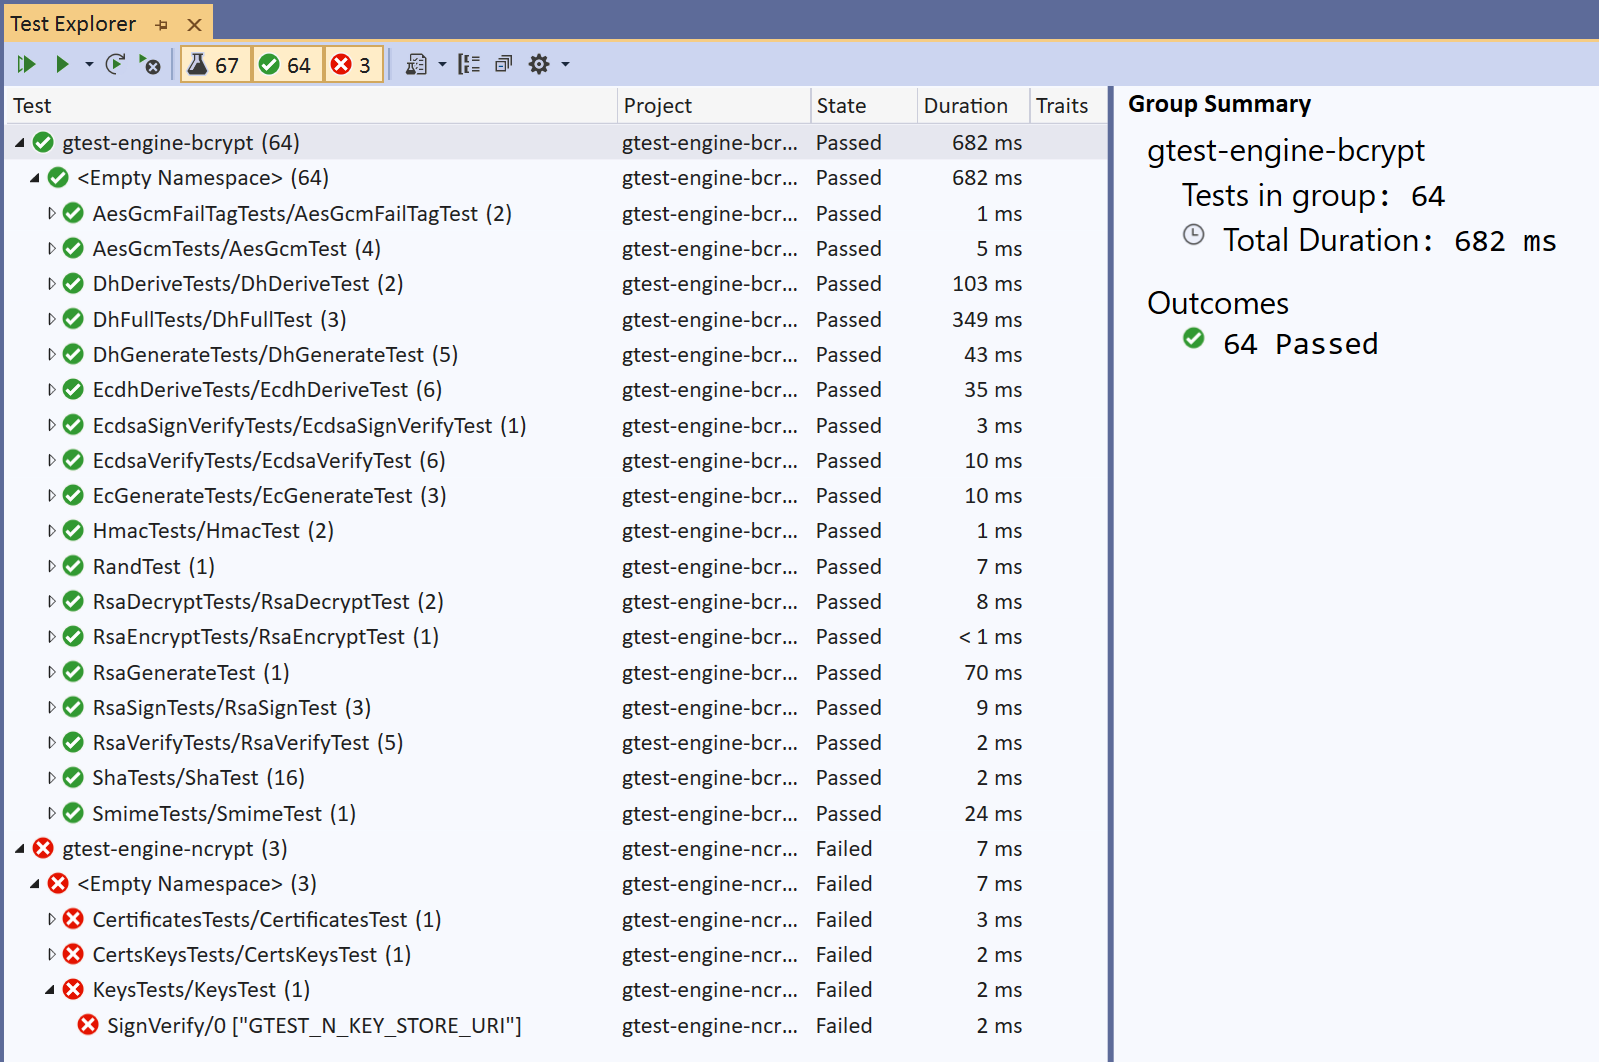 Test Explorer
67 64 3
Test Project State Duration Traits
gtest-engine-bcrypt (64) gtest-engine-bcr... Passed 682 ms
<Empty Namespace> (64) gtest-engine-bcr... Passed 682 ms
AesGcmFailTagTests/AesGcmFailTagTest (2) gtest-engine-bcr... Passed 1 ms
AesGcmTests/AesGcmTest (4) gtest-engine-bcr... Passed 5 ms
DhDeriveTests/DhDeriveTest (2) gtest-engine-bcr... Passed 103 ms
DhFullTests/DhFullTest (3) gtest-engine-bcr... Passed 349 ms
DhGenerateTests/DhGenerateTest (5) gtest-engine-bcr... Passed 43 ms
EcdhDeriveTests/EcdhDeriveTest (6) gtest-engine-bcr... Passed 35 ms
EcdsaSignVerifyTests/EcdsaSignVerifyTest (1) gtest-engine-bcr... Passed 3 ms
EcdsaVerifyTests/EcdsaVerifyTest (6) gtest-engine-bcr... Passed 10 ms
EcGenerateTests/EcGenerateTest (3) gtest-engine-bcr... Passed 10 ms
HmacTests/HmacTest (2) gtest-engine-bcr... Passed 1 ms
RandTest (1) gtest-engine-bcr... Passed 7 ms
RsaDecryptTests/RsaDecryptTest (2) gtest-engine-bcr... Passed 8 ms
RsaEncryptTests/RsaEncryptTest (1) gtest-engine-bcr... Passed < 1 ms
RsaGenerateTest (1) gtest-engine-bcr... Passed 70 ms
RsaSignTests/RsaSignTest (3) gtest-engine-bcr... Passed 9 ms
RsaVerifyTests/RsaVerifyTest (5) gtest-engine-bcr... Passed 2 ms
ShaTests/ShaTest (16) gtest-engine-bcr... Passed 2 ms
SmimeTests/SmimeTest (1) gtest-engine-bcr... Passed 24 ms
gtest-engine-ncrypt (3) gtest-engine-ncr... Failed 7 ms
<Empty Namespace> (3) gtest-engine-ncr... Failed 7 ms
CertificatesTests/CertificatesTest (1) gtest-engine-ncr... Failed 3 ms
CertsKeysTests/CertsKeysTest (1) gtest-engine-ncr... Failed 2 ms
KeysTests/KeysTest (1) gtest-engine-ncr... Failed 2 ms
SignVerify/0 ["GTEST_N_KEY_STORE_URI"] gtest-engine-ncr... Failed 2 ms
Group Summary
gtest-engine-bcrypt
Tests in group: 64
Total Duration: 682 ms
Outcomes
64 Passed